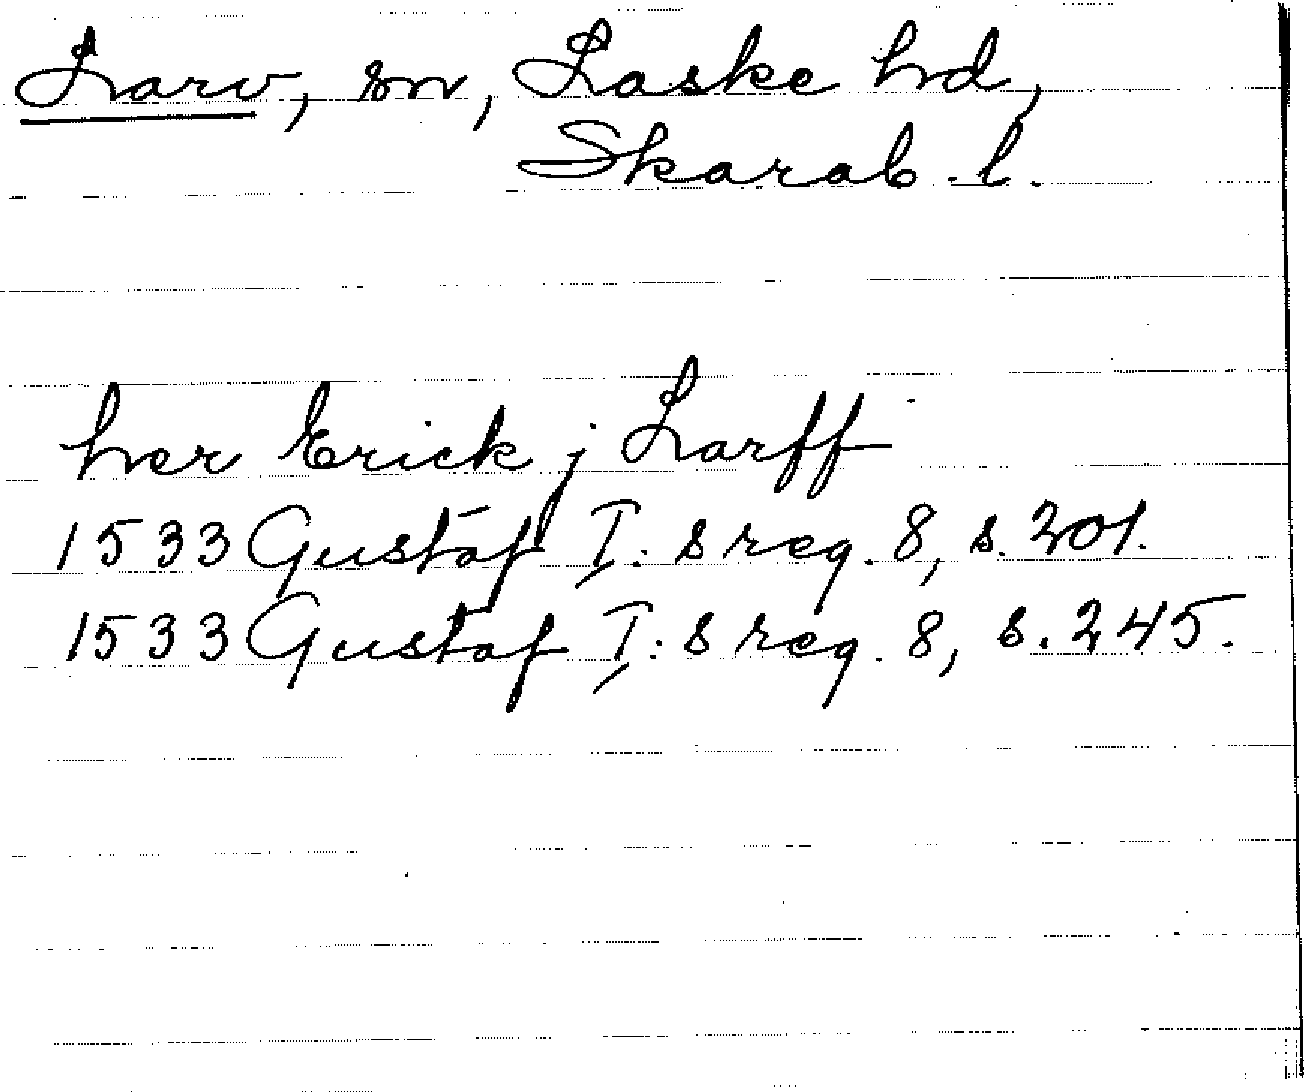 Larv, sn, Laske hd,
Skarab. l.
her Erick j Larff
1533 Gustaf I:s reg. 8, s. 201.
1533 Gustaf I:s reg. 8, s. 245.